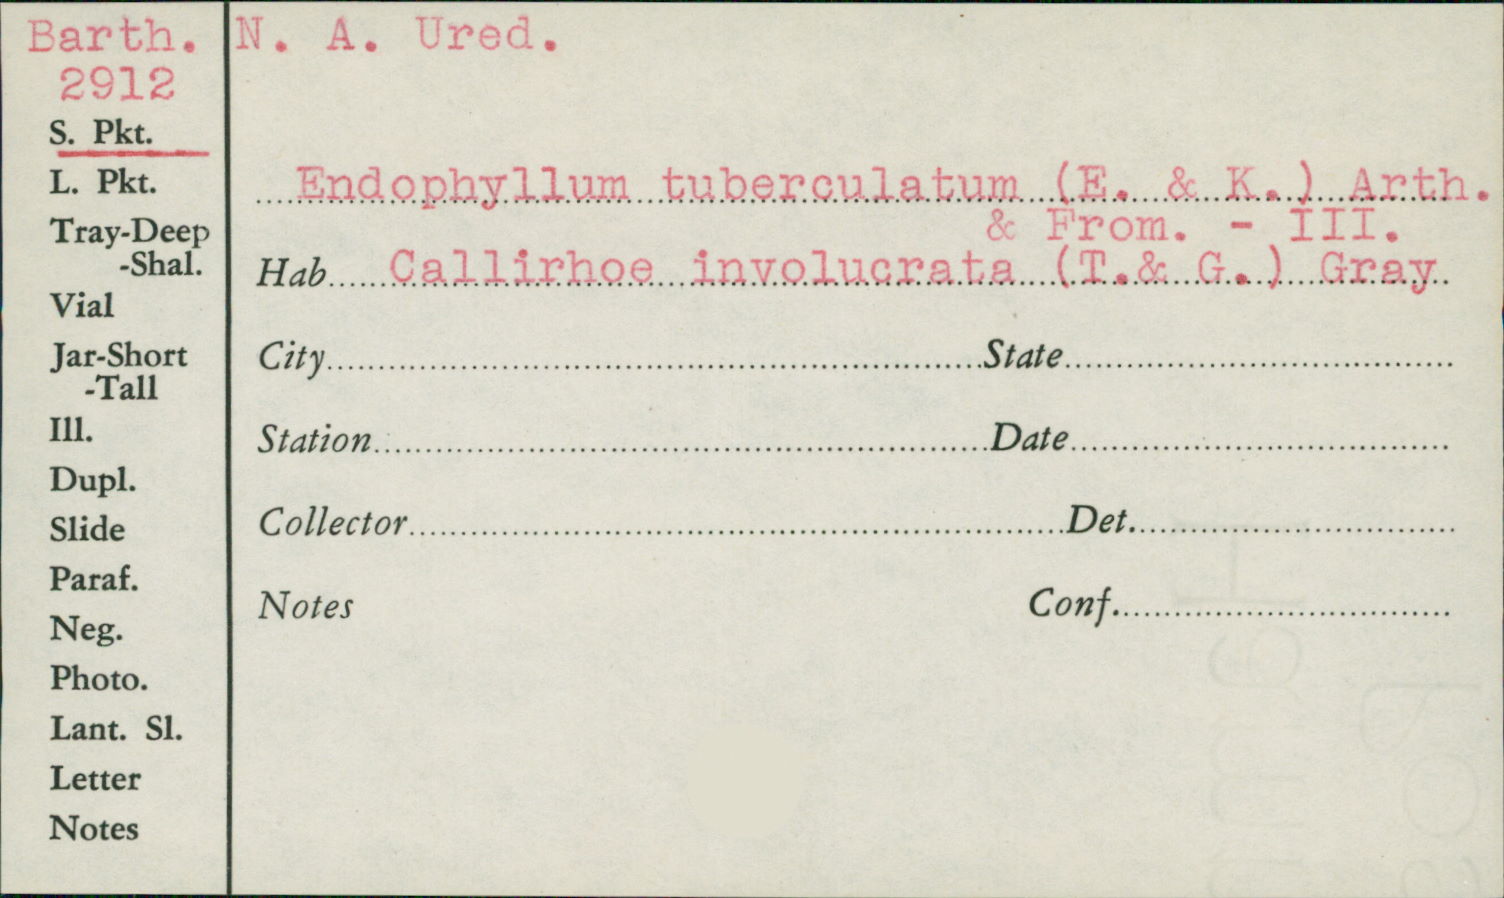 Barth. N. A. Ured.
2912
S. Pkt.
L. Pkt.
Tray-Deep
-Shal.
Vial
Jar-Short
-Tall
Ill.
Dupl.
Slide
Paraf.
Neg.
Photo.
Lant. Sl.
Letter
Notes
Endophyllum tuberculatum (E. & K.) Arth.
& From. - III.
Hab Callirhoe involucrata (T.& G.) Gray
City State
Station Date
Collector Det.
Notes Conf.